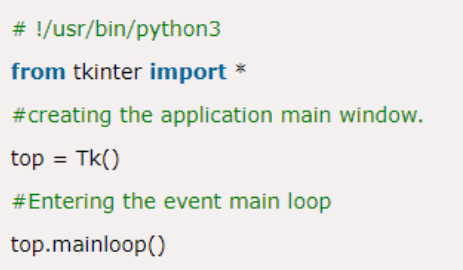 # !/usr/bin/python3
from tkinter import *
#creating the application main window.
top = Tk()
#Entering the event main loop
top.mainloop()